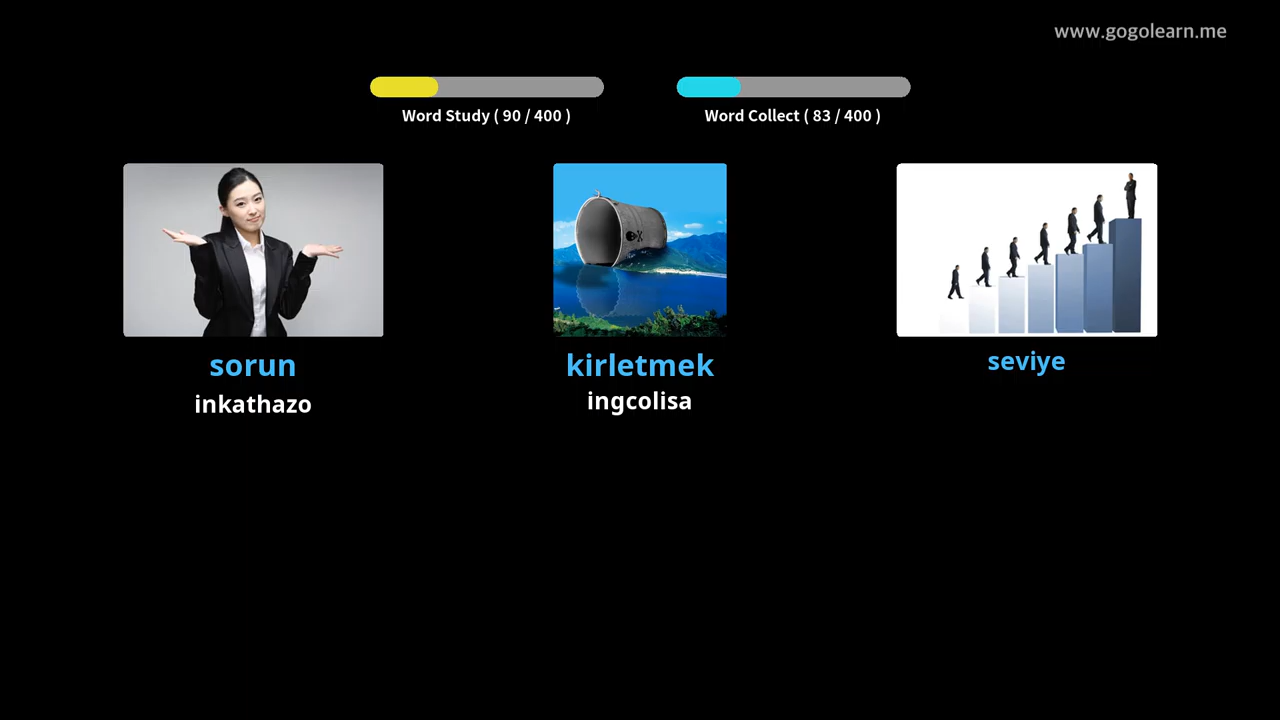 www.gogolearn.me
Word Study ( 90 / 400 )
Word Collect ( 83 / 400 )
sorun
inkathazo
kirletmek
ingcolisa
seviye